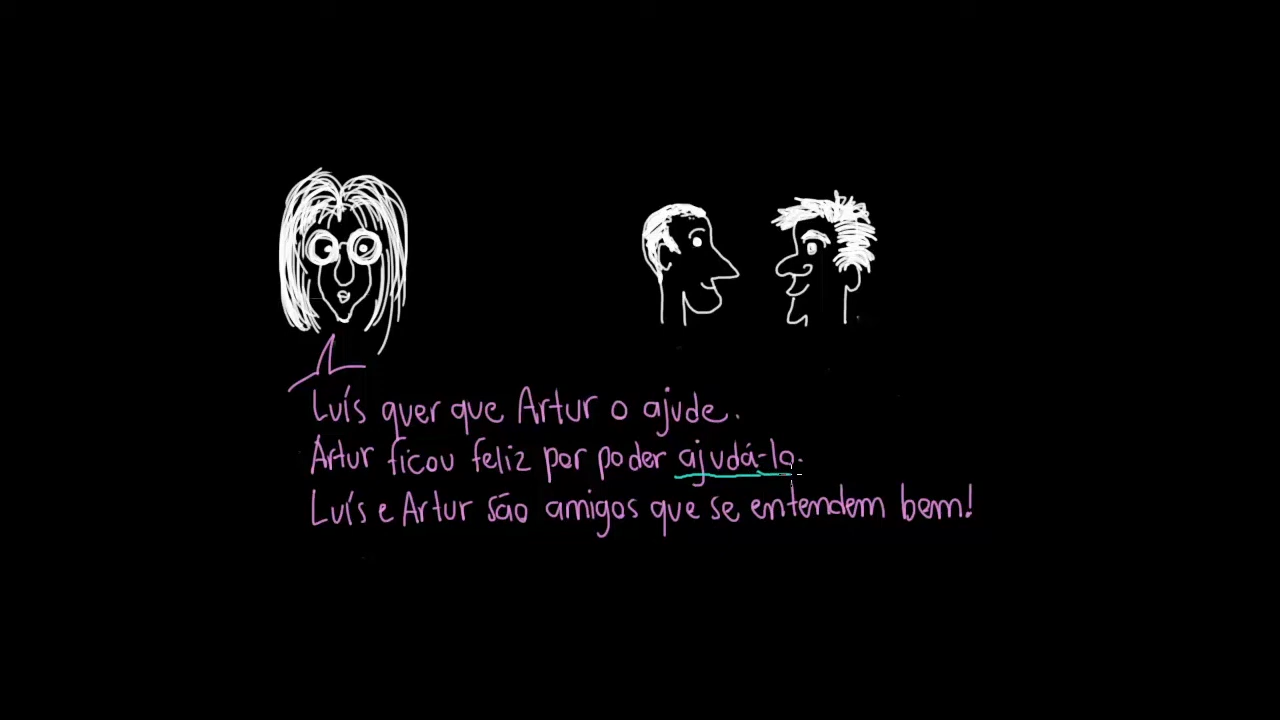 Luís quer que Artur o ajude.
Artur ficou feliz por poder ajudá-lo.
Luís e Artur são amigos que se entendem bem!